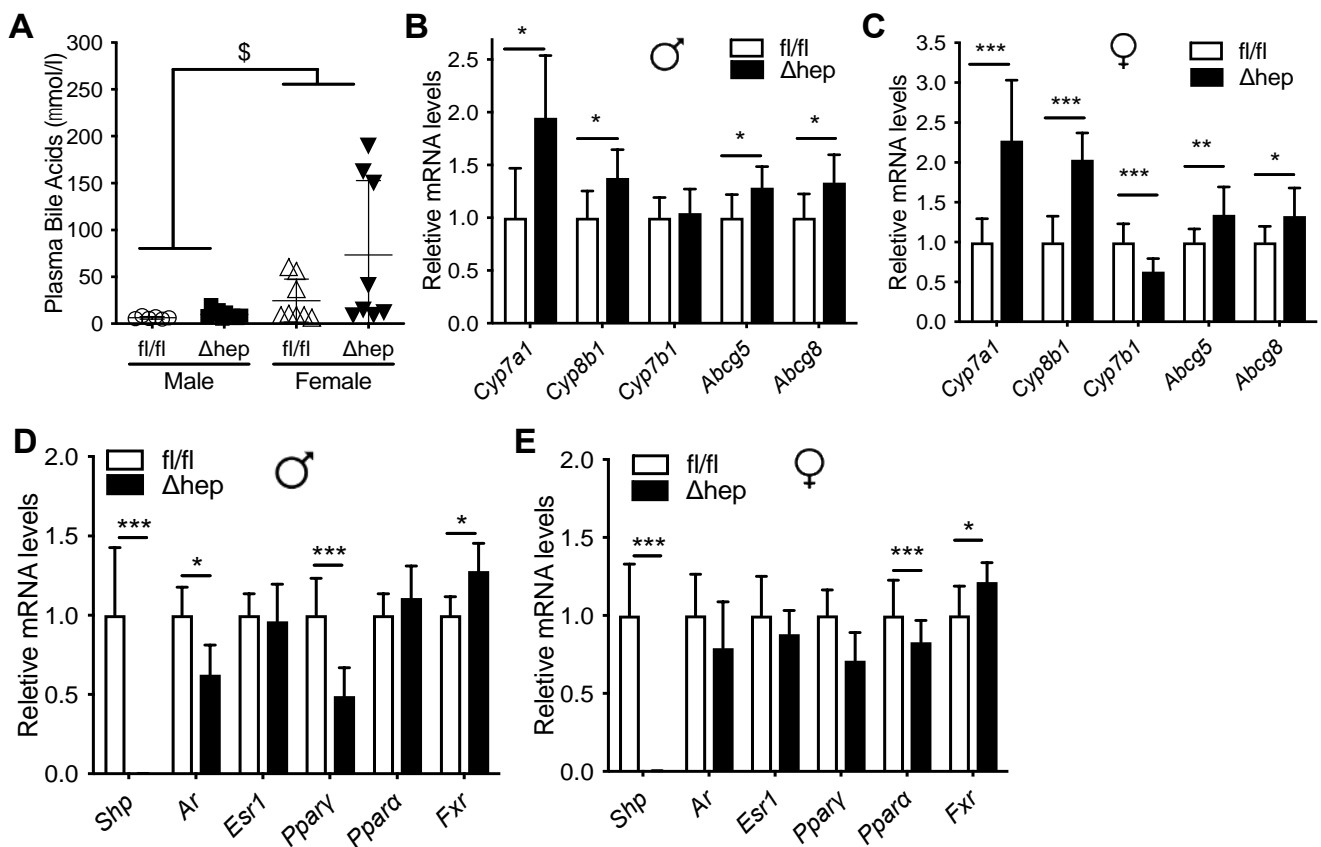 A
300
250
200
150
100
50
0
Plasma Bile Acids (mmol/l)
$
fl/fl Δhep fl/fl Δhep
Male Female
B
2.5
2.0
1.5
1.0
0.5
0.0
Reletive mRNA levels
♂
fl/fl
Δhep
* * * *
Cyp7a1 Cyp8b1 Cyp7b1 Abcg5 Abcg8
C
3.5
3.0
2.5
2.0
1.5
1.0
0.5
0.0
Reletive mRNA levels
♀
fl/fl
Δhep
*** *** *** ** *
Cyp7a1 Cyp8b1 Cyp7b1 Abcg5 Abcg8
D
2.0
1.5
1.0
0.5
0.0
Reletive mRNA levels
fl/fl
Δhep
♂
*** * *** *
Shp Ar Esr1 Pparγ Pparα Fxr
E
2.0
1.5
1.0
0.5
0.0
Reletive mRNA levels
fl/fl
Δhep
♀
*** *** *
Shp Ar Esr1 Pparγ Pparα Fxr